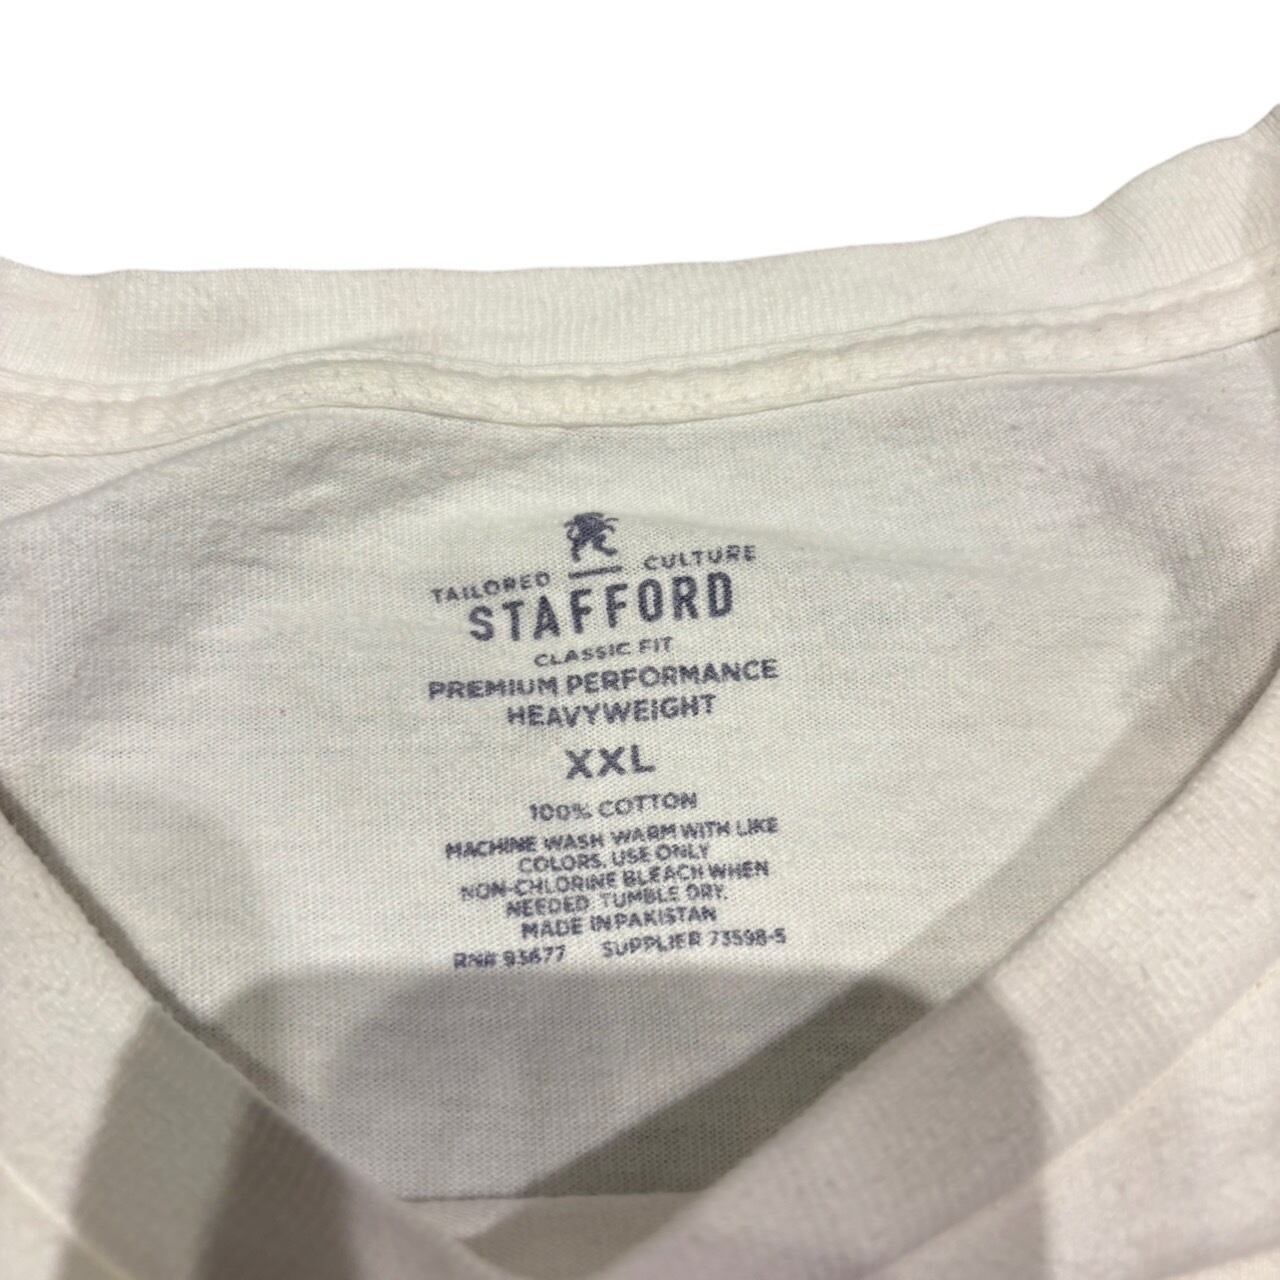 TAILORED CULTURE
STAFFORD
CLASSIC FIT
PREMIUM PERFORMANCE
HEAVYWEIGHT
XXL
100% COTTON
MACHINE WASH WARM WITH LIKE
COLORS. USE ONLY
NON-CHLORINE BLEACH WHEN
NEEDED. TUMBLE DRY.
MADE IN PAKISTAN
RN# 93677 SUPPLIER 73598-5